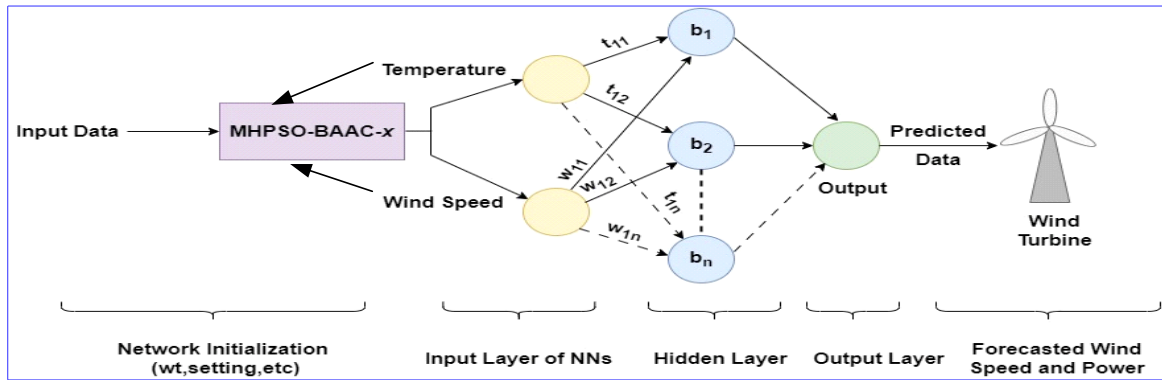 Input Data
MHPSO-BAAC-x
Temperature
Wind Speed
t11
t12
t1n
w11
w12
w1n
b1
b2
bn
Output
Predicted
Data
Wind
Turbine
Network Initialization
(wt,setting,etc)
Input Layer of NNs
Hidden Layer
Output Layer
Forecasted Wind
Speed and Power